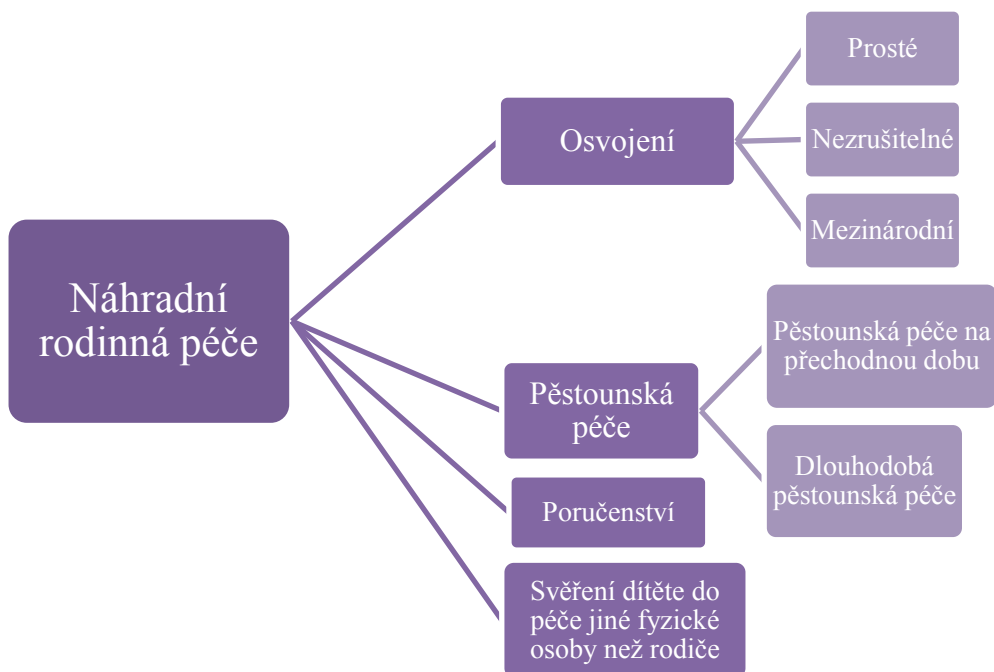 Náhradní
rodinná péče
Osvojení
Prosté
Nezrušitelné
Mezinárodní
Pěstounská
péče
Pěstounská péče na
přechodnou dobu
Dlouhodobá
pěstounská péče
Poručenství
Svěření dítěte do
péče jiné fyzické
osoby než rodiče